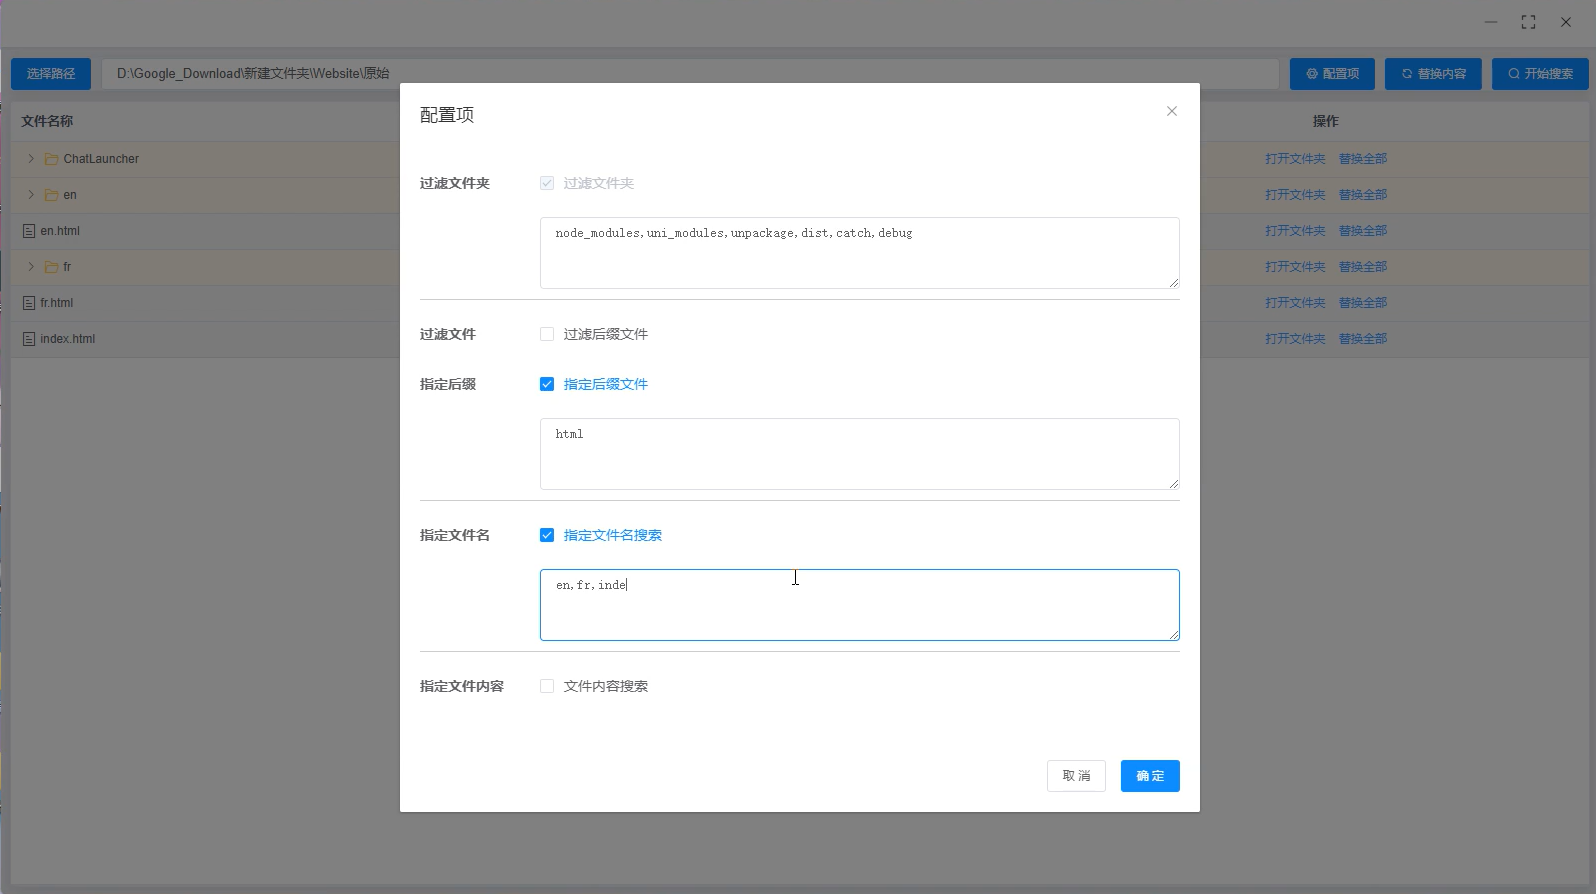 选择路径
D:\Google_Download\新建文件夹\Website\原始
配置项
替换内容
开始搜索
文件名称
操作
ChatLauncher
打开文件夹 替换全部
en
打开文件夹 替换全部
en.html
打开文件夹 替换全部
fr
打开文件夹 替换全部
fr.html
打开文件夹 替换全部
index.html
打开文件夹 替换全部
配置项
过滤文件夹
过滤文件夹
node_modules,uni_modules,unpackage,dist,catch,debug
过滤文件
过滤后缀文件
指定后缀
指定后缀文件
html
指定文件名
指定文件名搜索
en,fr,inde
指定文件内容
文件内容搜索
取消
确定